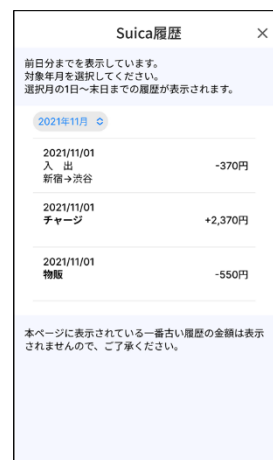 Suica履歴 ×
前日分までを表示しています。
対象年月を選択してください。
選択月の1日～末日までの履歴が表示されます。
2021年11月
2021/11/01
入 出 -370円
新宿→渋谷
2021/11/01
チャージ +2,370円
2021/11/01
物販 -550円
本ページに表示されている一番古い履歴の金額は表示
されませんので、ご了承ください。